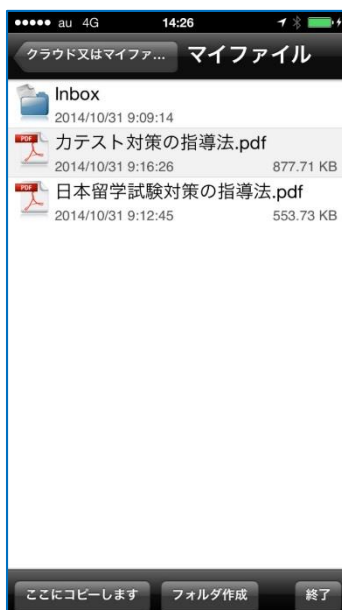 au 4G 14:26
クラウド又はマイファ... マイファイル
Inbox
2014/10/31 9:09:14
PDF
力テスト対策の指導法.pdf
2014/10/31 9:16:26 877.71 KB
PDF
日本留学試験対策の指導法.pdf
2014/10/31 9:12:45 553.73 KB
ここにコピーします フォルダ作成 終了